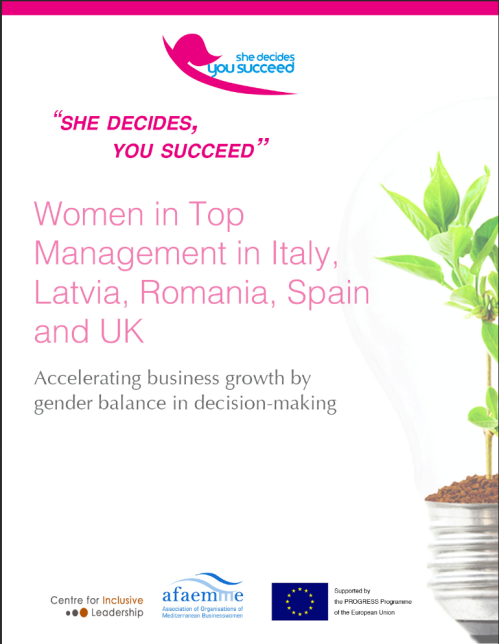 she decides
you succeed
“SHE DECIDES,
YOU SUCCEED”
Women in Top
Management in Italy,
Latvia, Romania, Spain
and UK
Accelerating business growth by
gender balance in decision-making
Centre for Inclusive
Leadership
afaemme
Association of Organisations of
Mediterranean Businesswomen
Supported by
the PROGRESS Programme
of the European Union